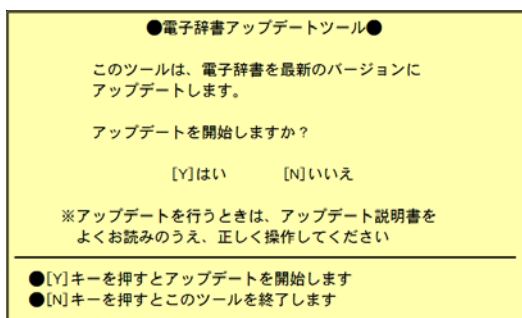 ●電子辞書アップデートツール●
このツールは、電子辞書を最新のバージョンに
アップデートします。
アップデートを開始しますか？
[Y]はい　　　[N]いいえ
※アップデートを行うときは、アップデート説明書を
よくお読みのうえ、正しく操作してください
●[Y]キーを押すとアップデートを開始します
●[N]キーを押すとこのツールを終了します